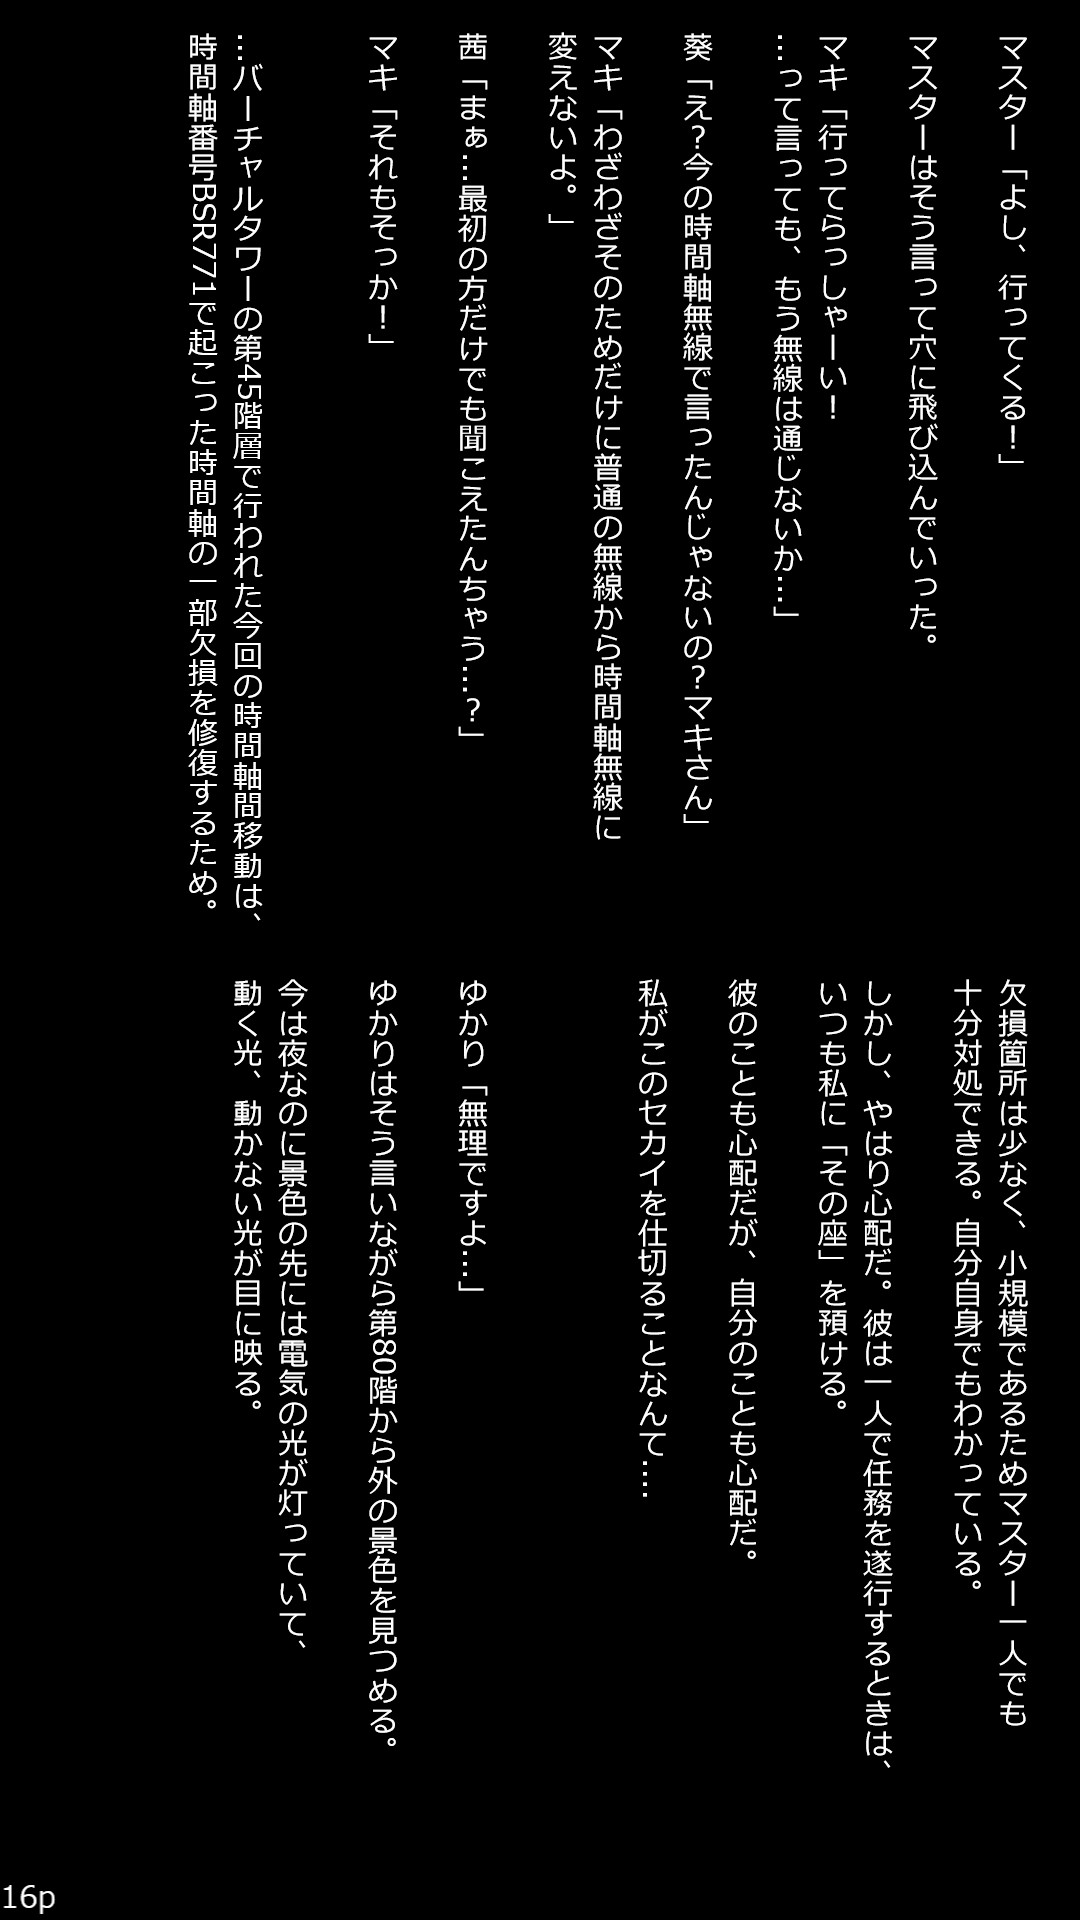 マスター「よし、行ってくる！」
マスターはそう言って穴に飛び込んでいった。
マキ「行ってらっしゃーい！
…って言っても、もう無線は通じないか…」
葵「え？今の時間軸無線で言ったんじゃないの？マキさん」
マキ「わざわざそのためだけに普通の無線から時間軸無線に
変えないよ。」
茜「まぁ…最初の方だけでも聞こえたんちゃう…？」
マキ「それもそっか！」
…バーチャルタワーの第45階層で行われた今回の時間軸間移動は、
時間軸番号BSR771で起こった時間軸の一部欠損を修復するため。
欠損箇所は少なく、小規模であるためマスター一人でも
十分対処できる。自分自身でもわかっている。
しかし、やはり心配だ。彼は一人で任務を遂行するときは、
いつも私に「その座」を預ける。
彼のことも心配だが、自分のことも心配だ。
私がこのセカイを仕切ることなんて….
ゆかり「無理ですよ…」
ゆかりはそう言いながら第80階から外の景色を見つめる。
今は夜なのに景色の先には電気の光が灯っていて、
動く光、動かない光が目に映る。
16p